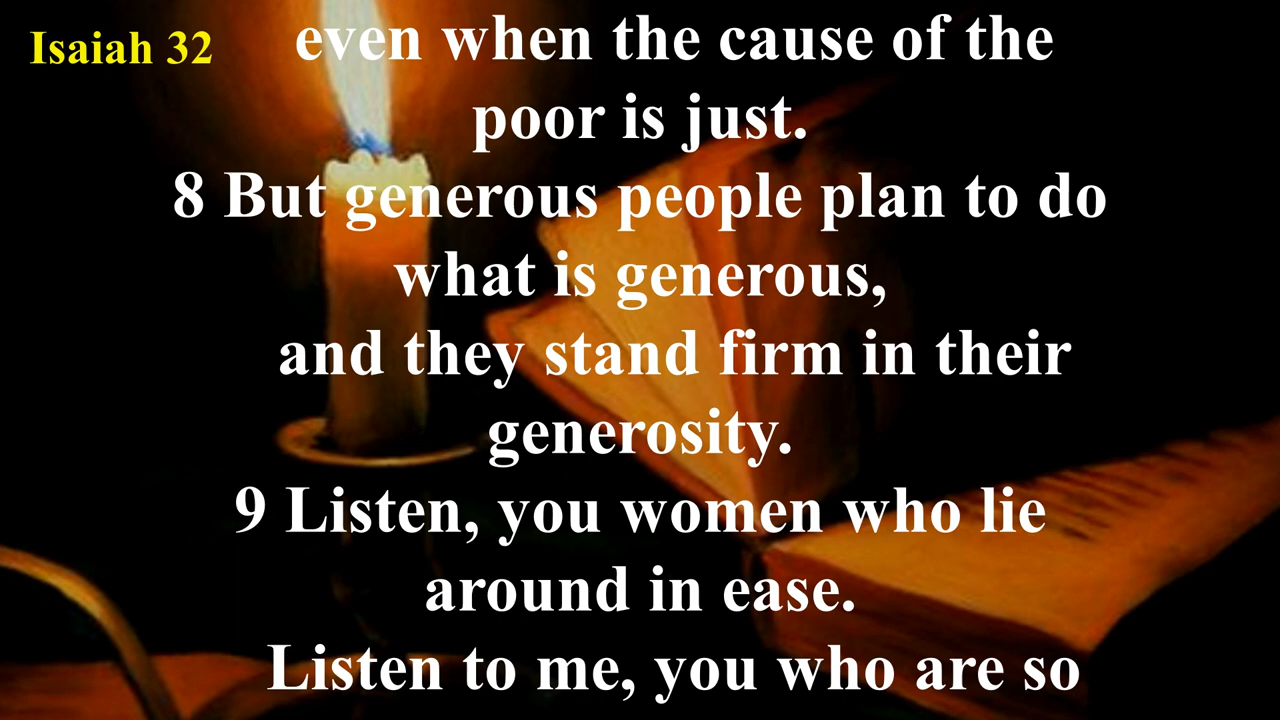 Isaiah 32
even when the cause of the
poor is just.
8 But generous people plan to do
what is generous,
and they stand firm in their
generosity.
9 Listen, you women who lie
around in ease.
Listen to me, you who are so